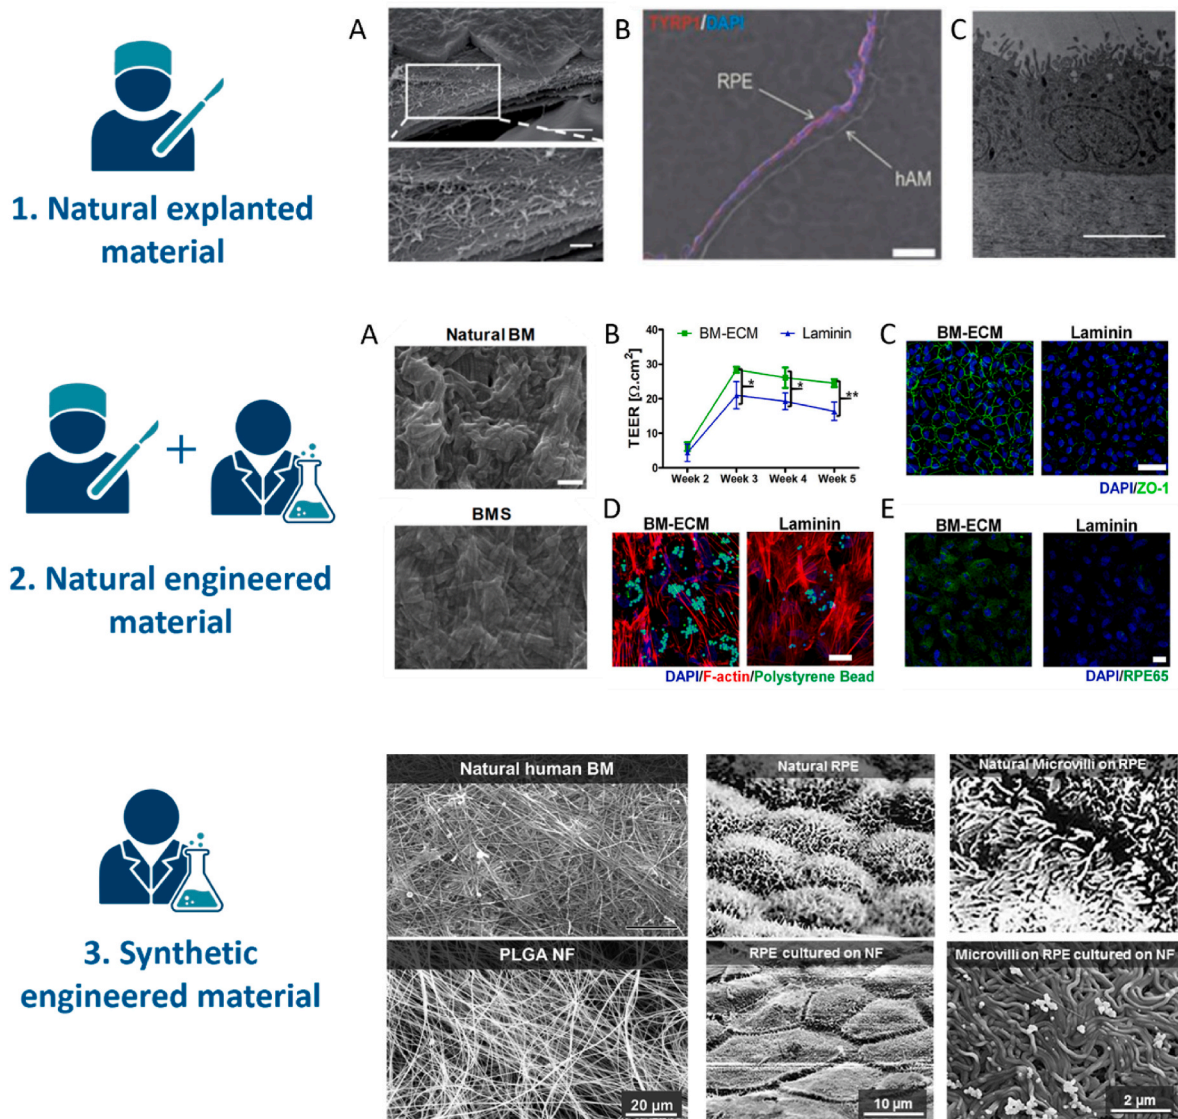 A
B
C
TYRP1/DAPI
RPE
hAM
1. Natural explanted
material
A
Natural BM
BMS
B
BM-ECM
Laminin
TEER [Ω.cm²]
40
30
20
10
0
*
*
**
Week 2
Week 3
Week 4
Week 5
C
BM-ECM
Laminin
DAPI/ZO-1
D
BM-ECM
Laminin
DAPI/F-actin/Polystyrene Bead
E
BM-ECM
Laminin
DAPI/RPE65
2. Natural engineered
material
Natural human BM
Natural RPE
Natural Microvilli on RPE
PLGA NF
RPE cultured on NF
Microvilli on RPE cultured on NF
20 µm
10 µm
2 µm
3. Synthetic
engineered material